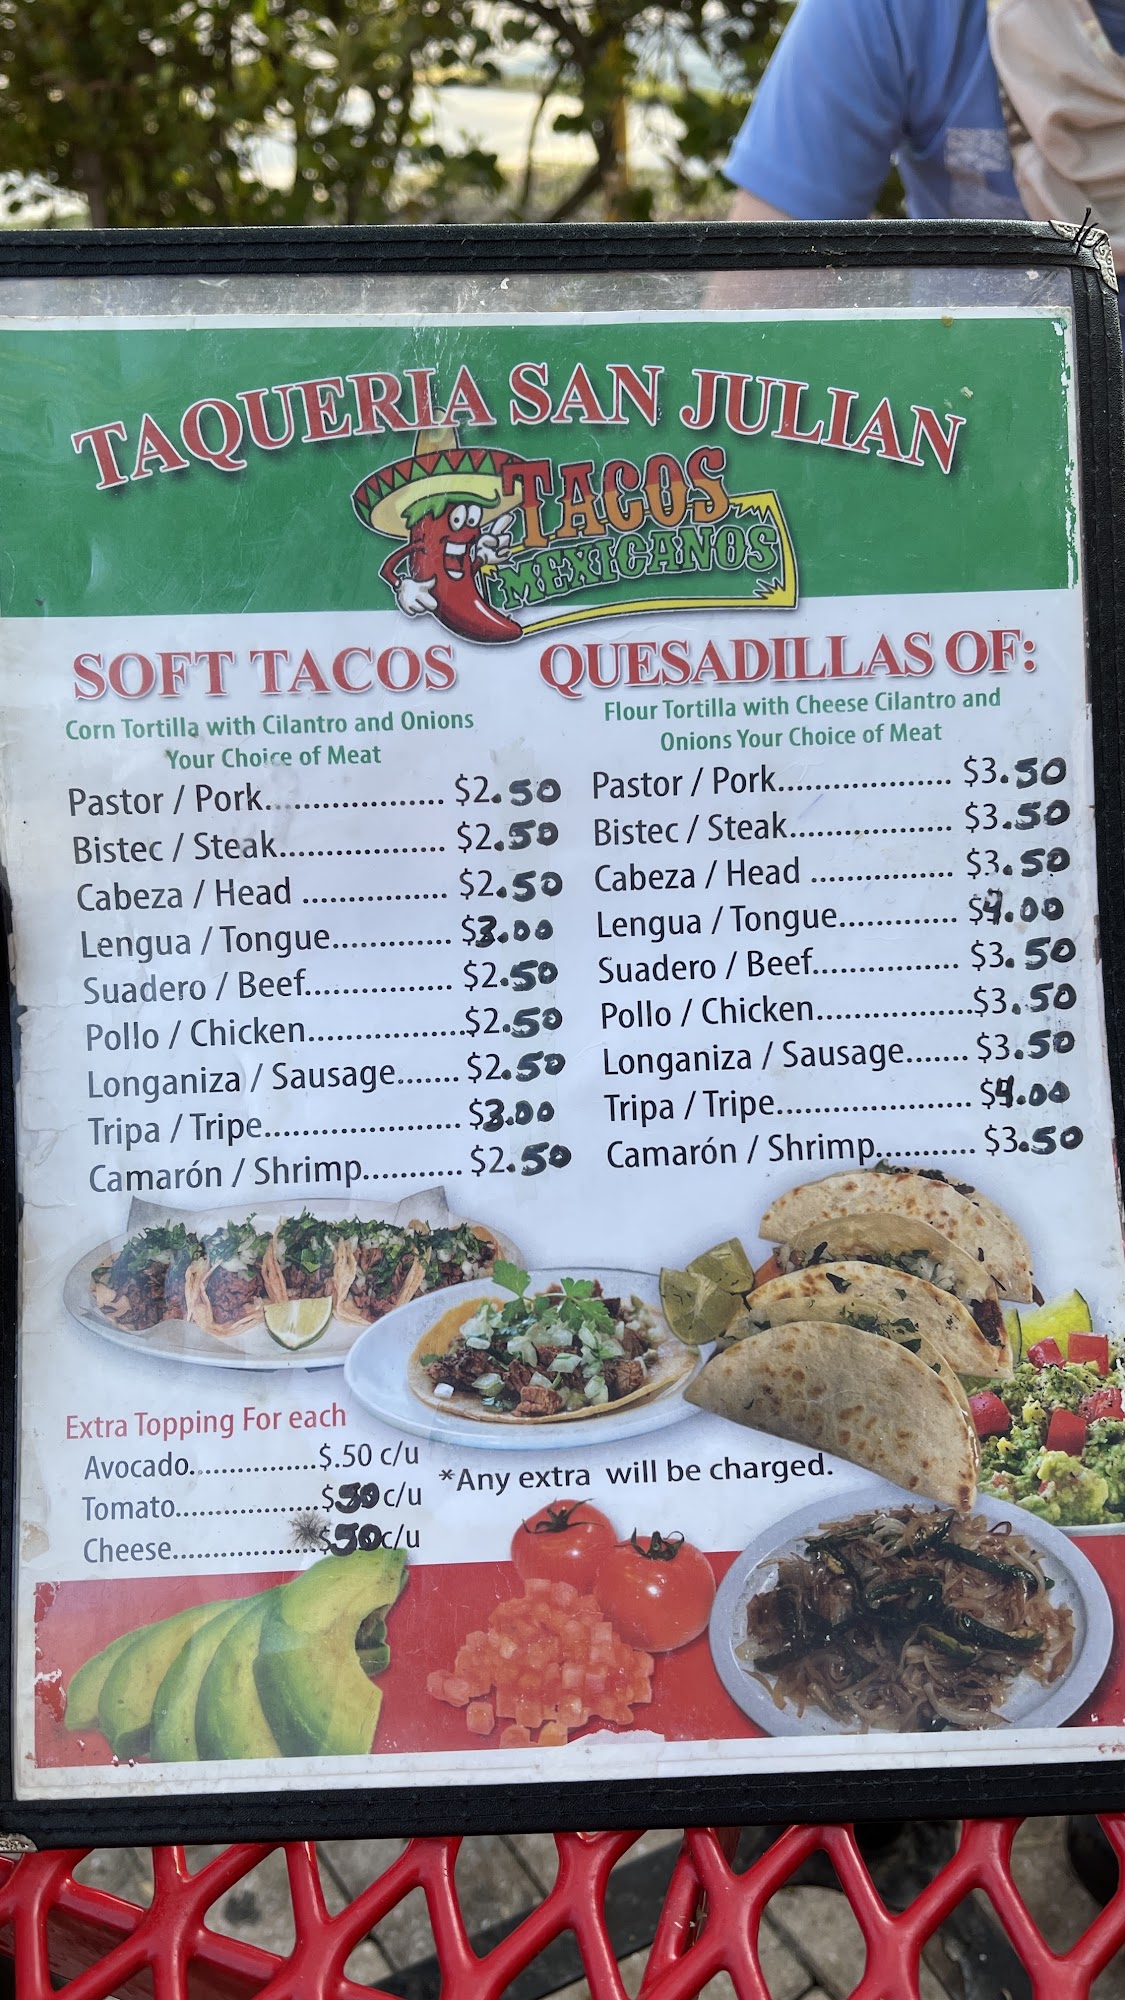 TAQUERIA SAN JULIAN
TACOS
MEXICANOS
SOFT TACOS
Corn Tortilla with Cilantro and Onions
Your Choice of Meat
Pastor / Pork................... $2.50
Bistec / Steak.................. $2.50
Cabeza / Head ................ $2.50
Lengua / Tongue............. $3.00
Suadero / Beef................ $2.50
Pollo / Chicken.................$2.50
Longaniza / Sausage....... $2.50
Tripa / Tripe..................... $3.00
Camarón / Shrimp........... $2.50
QUESADILLAS OF:
Flour Tortilla with Cheese Cilantro and
Onions Your Choice of Meat
Pastor / Pork................... $3.50
Bistec / Steak.................. $3.50
Cabeza / Head ................ $3.50
Lengua / Tongue............. $4.00
Suadero / Beef................ $3.50
Pollo / Chicken.................$3.50
Longaniza / Sausage....... $3.50
Tripa / Tripe..................... $4.00
Camarón / Shrimp........... $3.50
Extra Topping For each
Avocado................$.50 c/u
Tomato..................$50 c/u
Cheese..................$50 c/u
*Any extra will be charged.